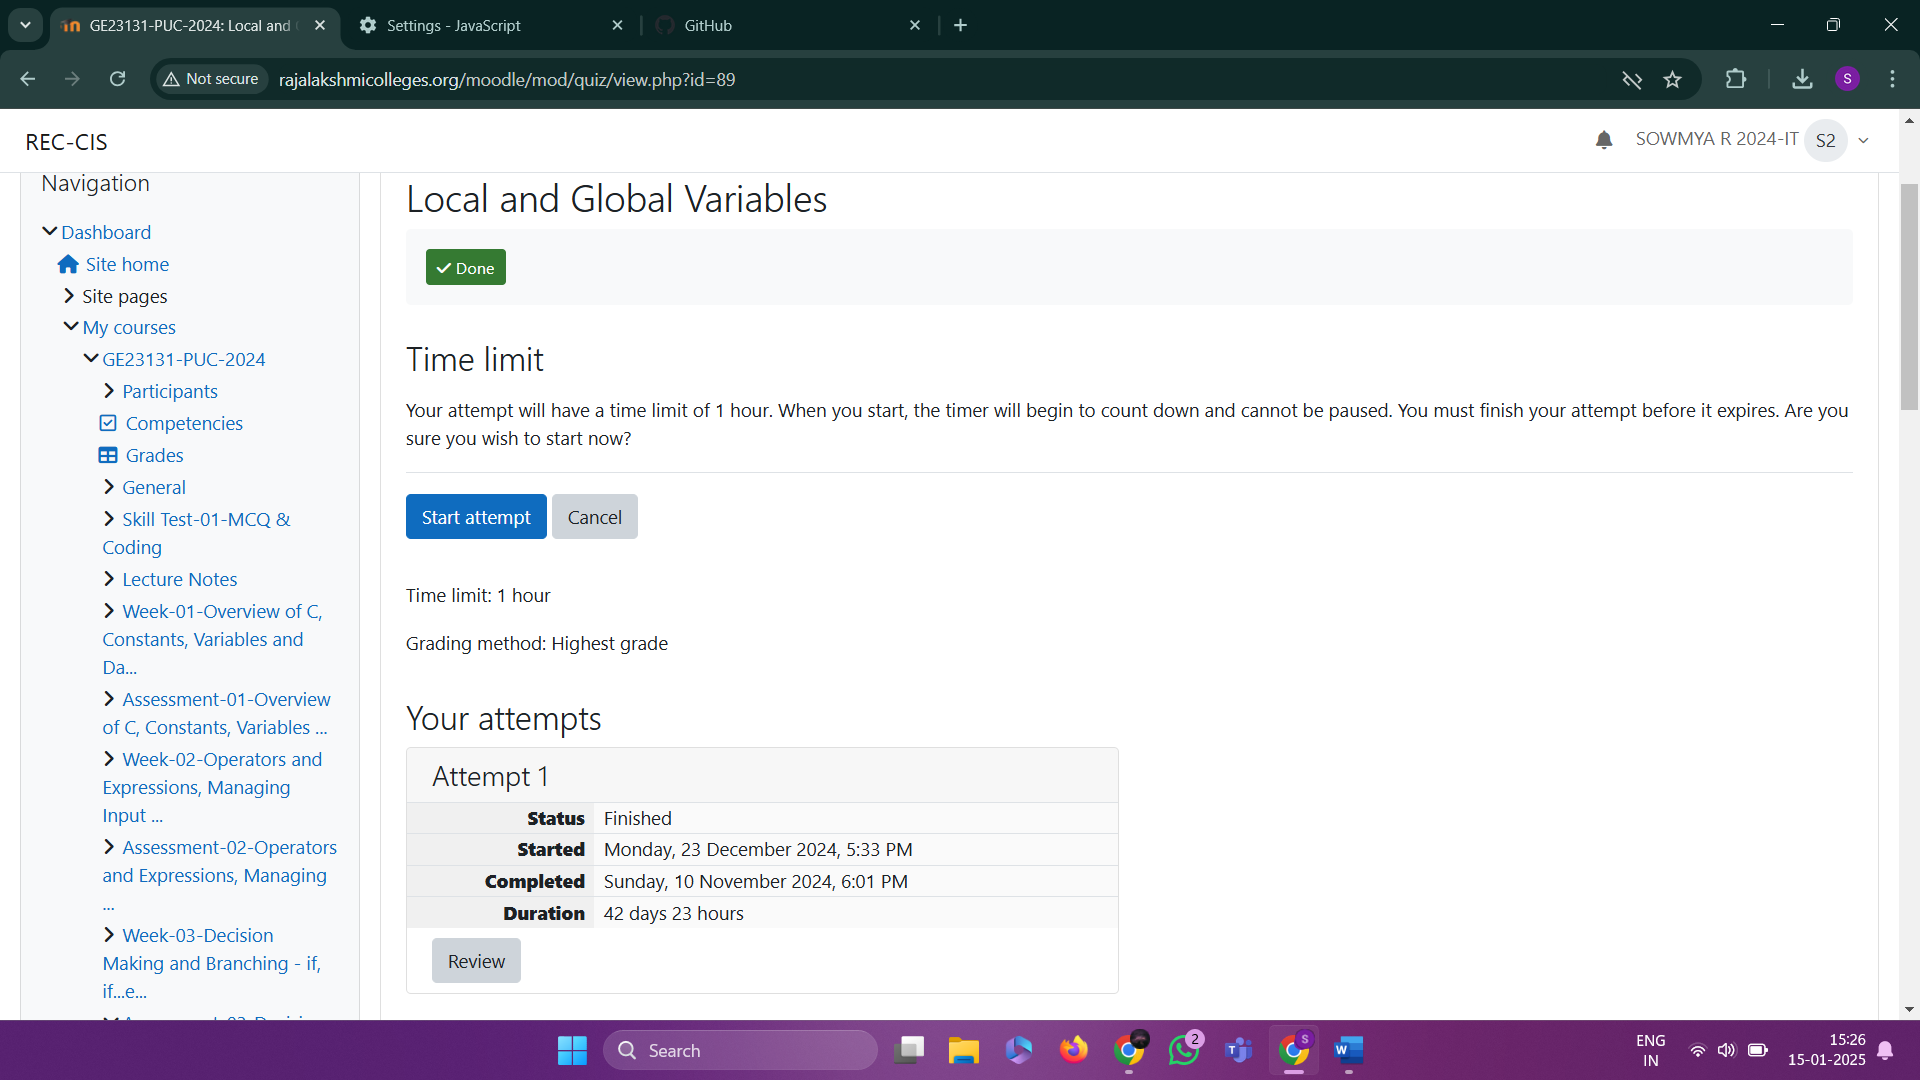 GE23131-PUC-2024: Local and
Settings - JavaScript
GitHub
Not secure
rajalakshmicolleges.org/moodle/mod/quiz/view.php?id=89
S
REC-CIS
SOWMYA R 2024-IT
S2
Navigation
Dashboard
Site home
Site pages
My courses
GE23131-PUC-2024
Participants
Competencies
Grades
General
Skill Test-01-MCQ &
Coding
Lecture Notes
Week-01-Overview of C,
Constants, Variables and
Da...
Assessment-01-Overview
of C, Constants, Variables ...
Week-02-Operators and
Expressions, Managing
Input ...
Assessment-02-Operators
and Expressions, Managing
...
Week-03-Decision
Making and Branching - if,
if...e...
Local and Global Variables
Done
Time limit
Your attempt will have a time limit of 1 hour. When you start, the timer will begin to count down and cannot be paused. You must finish your attempt before it expires. Are you
sure you wish to start now?
Start attempt
Cancel
Time limit: 1 hour
Grading method: Highest grade
Your attempts
Attempt 1
Status Finished
Started Monday, 23 December 2024, 5:33 PM
Completed Sunday, 10 November 2024, 6:01 PM
Duration 42 days 23 hours
Review
Search
2
S
ENG
IN
15:26
15-01-2025